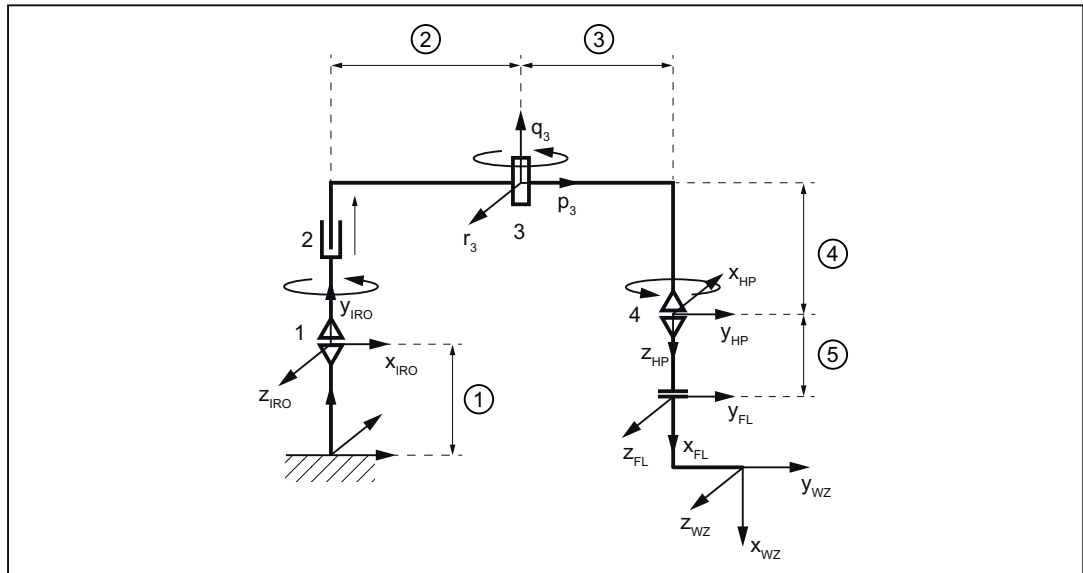 ② ③
q3
p3
r3 3
2
④
xHP
yIRO
1 4
yHP
xIRO zHP
⑤
zIRO
①
yFL
xFL
zFL
yWZ
zWZ
xWZ